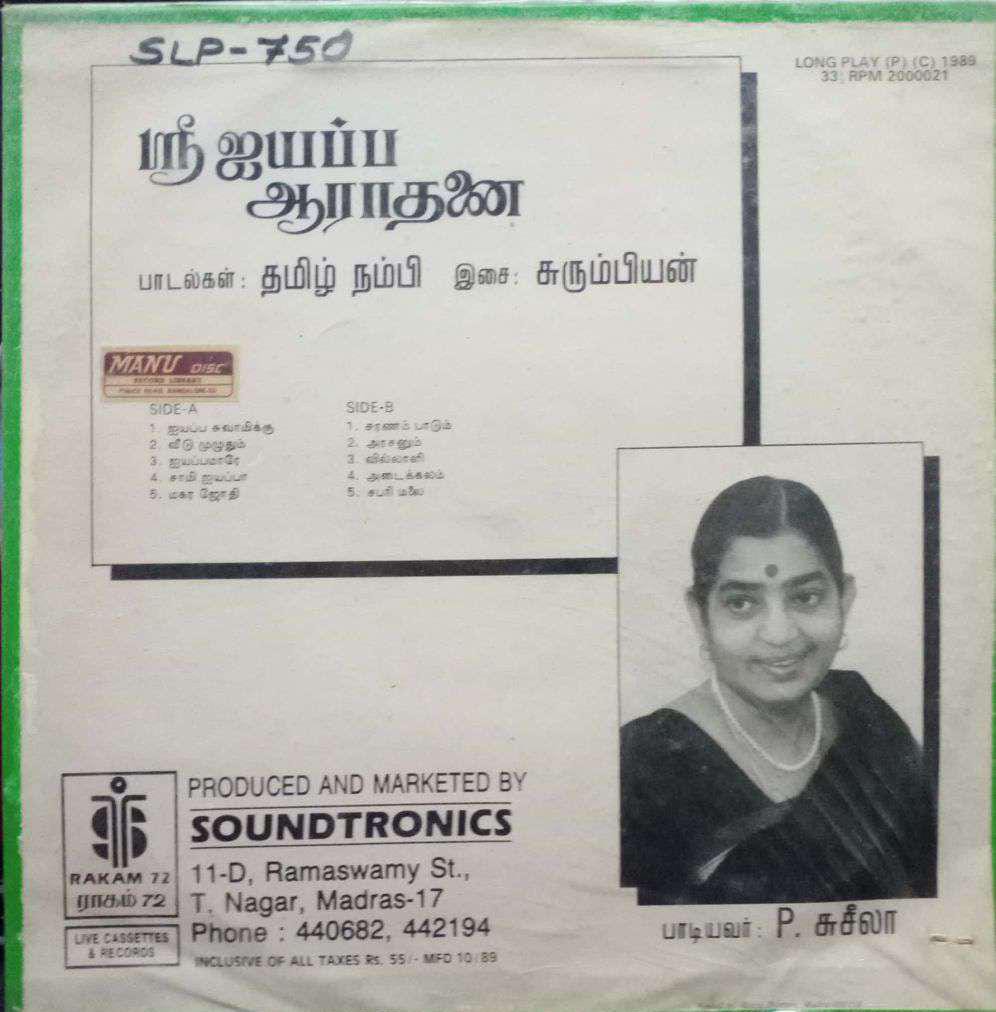 SLP-750
LONG PLAY (P) (C) 1989
33⅓ RPM 2000021
ஸ்ரீ ஐயப்ப
ஆராதனை
பாடல்கள் : தமிழ் நம்பி இசை : சுரும்பியன்
MANU DISC
RECORD LIBRARY
SIDE-A
1. ஐயப்ப சுவாமிக்கு
2. வீடு முழுதும்
3. ஐயப்பமாரே
4. சாமி ஐயப்பா
5. மகர ஜோதி
SIDE-B
1. சரணம் பாடும்
2. அரசனும்
3. வில்லாளி
4. அடைக்கலம்
5. சபரி மலை
RAKAM 72
ராகம் 72
LIVE CASSETTES
& RECORDS
PRODUCED AND MARKETED BY
SOUNDTRONICS
11-D, Ramaswamy St.,
T. Nagar, Madras-17
Phone : 440682, 442194
INCLUSIVE OF ALL TAXES Rs. 55/- MFD 10/89
பாடியவர் : P. சுசீலா